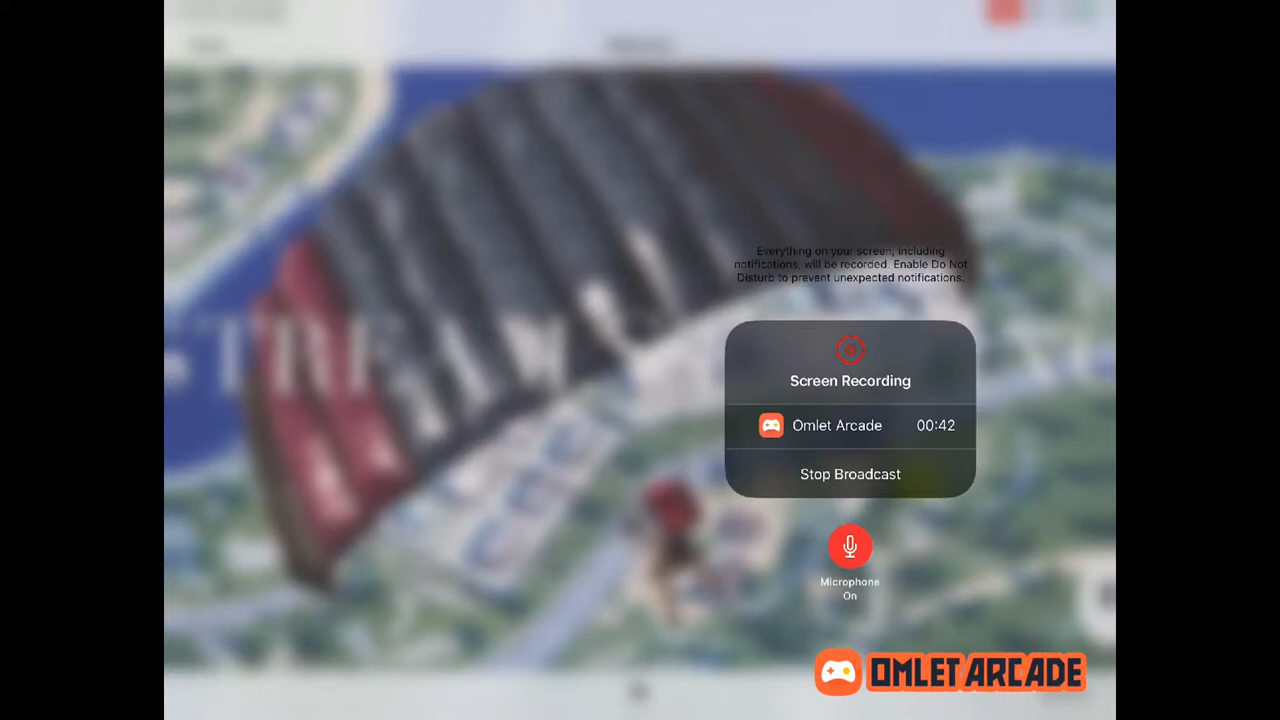 Everything on your screen, including
notifications, will be recorded. Enable Do Not
Disturb to prevent unexpected notifications.
Screen Recording
Omlet Arcade 00:42
Stop Broadcast
Microphone
On
OMLET ARCADE